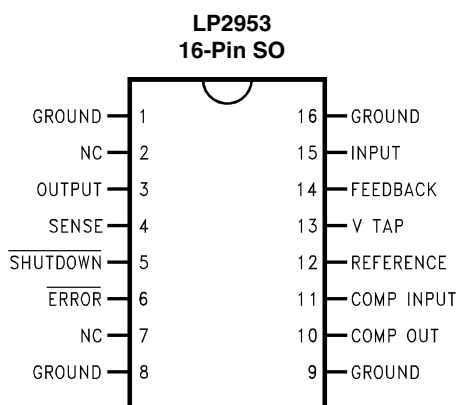 LP2953
16-Pin SO
GROUND 1 16 GROUND
NC 2 15 INPUT
OUTPUT 3 14 FEEDBACK
SENSE 4 13 V TAP
SHUTDOWN 5 12 REFERENCE
ERROR 6 11 COMP INPUT
NC 7 10 COMP OUT
GROUND 8 9 GROUND